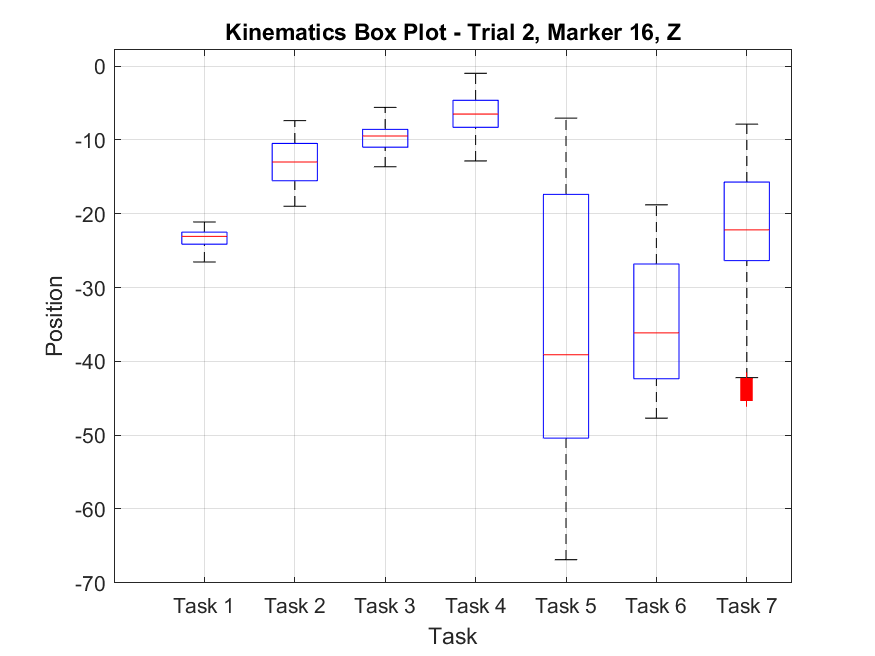 Kinematics Box Plot - Trial 2, Marker 16, Z
0
-10
-20
-30
-40
-50
-60
-70
Position
Task 1 Task 2 Task 3 Task 4 Task 5 Task 6 Task 7
Task